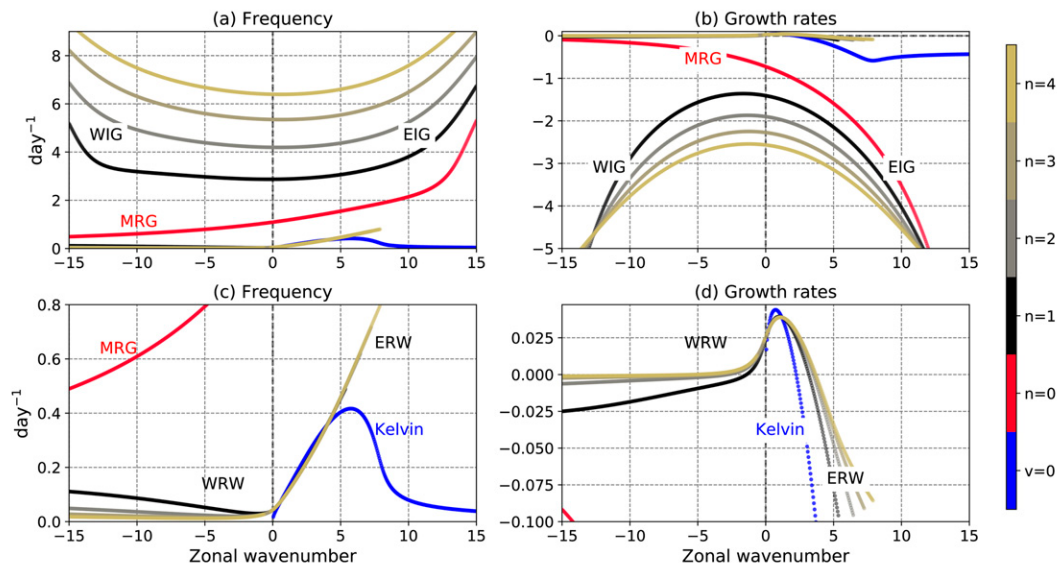 (a) Frequency
(b) Growth rates
8
6
4
2
0
day⁻¹
WIG
EIG
MRG
−15 −10 −5 0 5 10 15
0
−1
−2
−3
−4
−5
MRG
WIG
EIG
−15 −10 −5 0 5 10 15
(c) Frequency
(d) Growth rates
0.8
0.6
0.4
0.2
0.0
day⁻¹
MRG
ERW
Kelvin
WRW
−15 −10 −5 0 5 10 15
Zonal wavenumber
0.025
0.000
−0.025
−0.050
−0.075
−0.100
WRW
Kelvin
ERW
−15 −10 −5 0 5 10 15
Zonal wavenumber
n=4
n=3
n=2
n=1
n=0
v=0